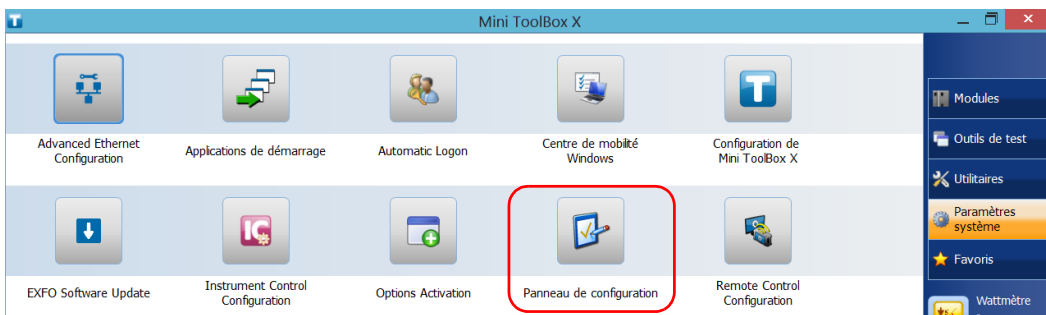 Mini ToolBox X
Advanced Ethernet
Configuration
Applications de démarrage
Automatic Logon
Centre de mobilité
Windows
Configuration de
Mini ToolBox X
EXFO Software Update
Instrument Control
Configuration
Options Activation
Panneau de configuration
Remote Control
Configuration
Modules
Outils de test
Utilitaires
Paramètres
système
Favoris
Wattmètre